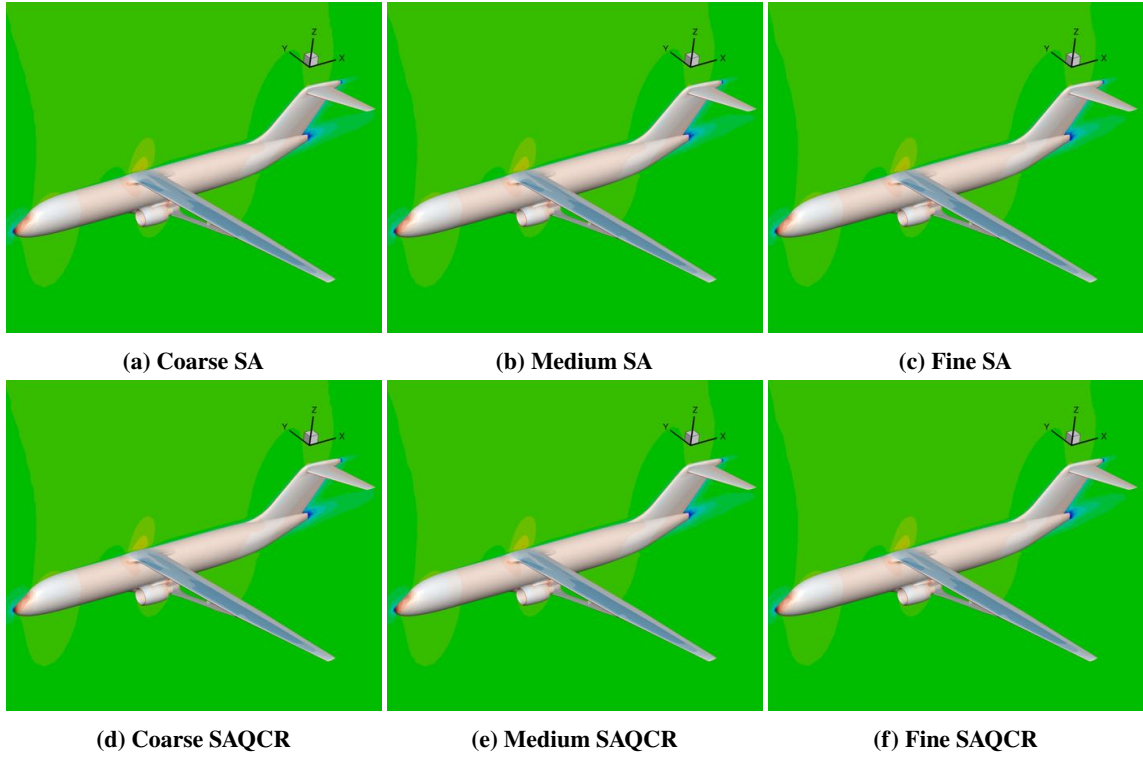 Z
Y
X
Z
Y
X
Z
Y
X
(a) Coarse SA
(b) Medium SA
(c) Fine SA
Z
Y
X
Z
Y
X
Z
Y
X
(d) Coarse SAQCR
(e) Medium SAQCR
(f) Fine SAQCR